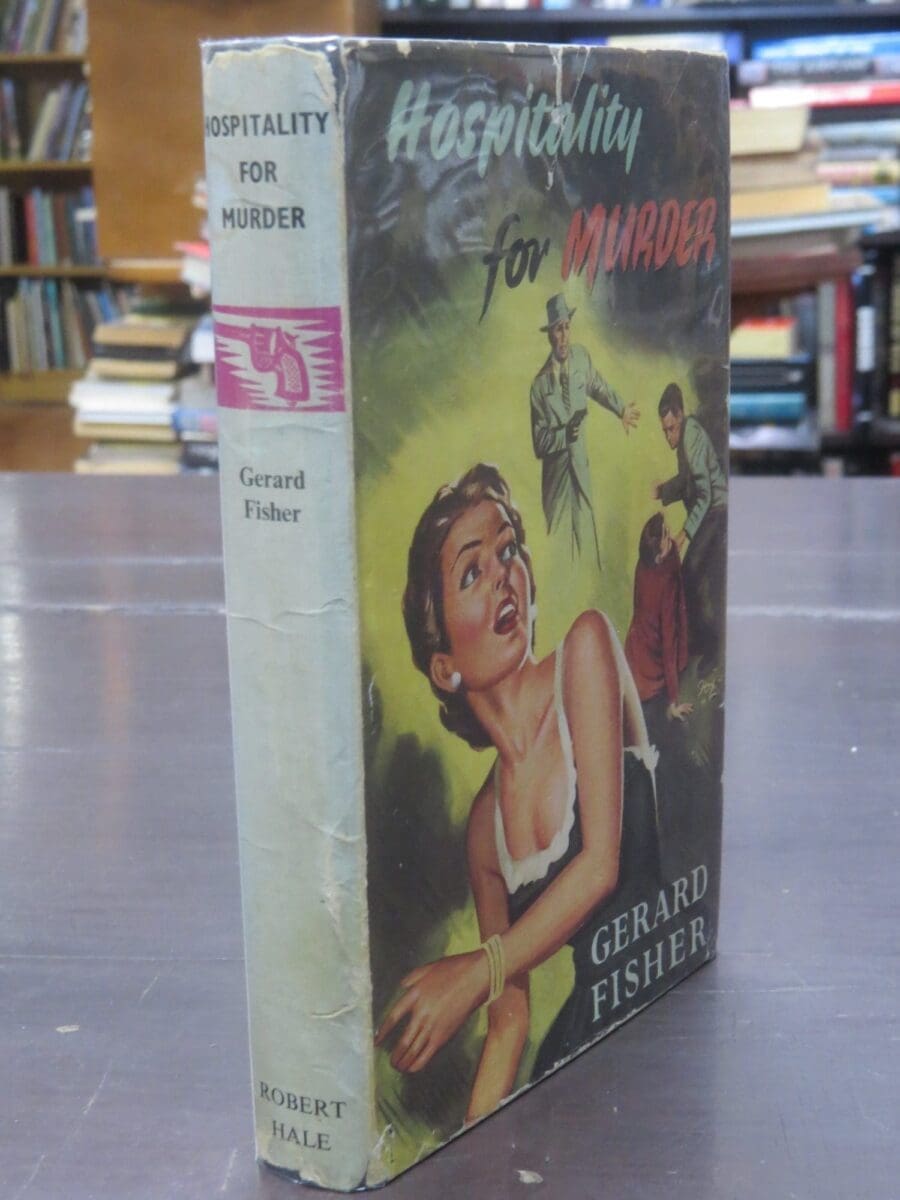 HOSPITALITY
FOR
MURDER
Gerard
Fisher
ROBERT
HALE
Hospitality
for MURDER
GERARD
FISHER